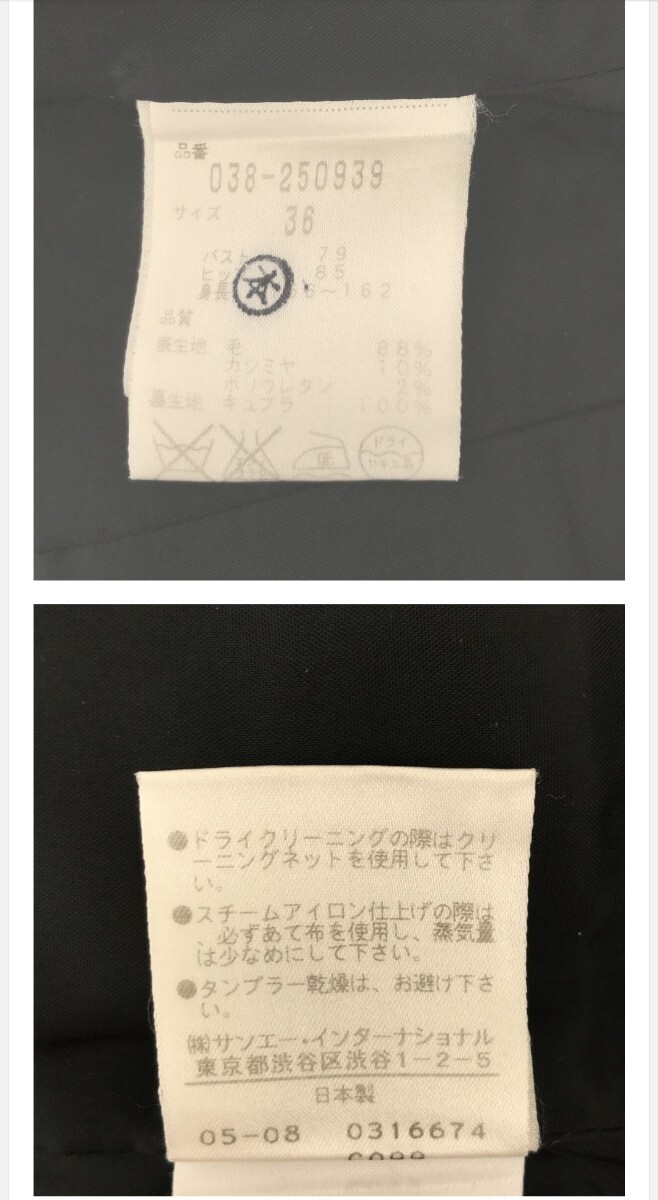 品番
038-250939
サイズ 36
バスト 79
ヒッ 85
身長 56～162
品質
表生地 毛 88%
カシミヤ 10%
ポリウレタン 2%
裏生地 キュプラ 100%
低 ドライ
●ドライクリーニングの際はクリ
ーニングネットを使用して下さ
い。
●スチームアイロン仕上げの際は
、必ずあて布を使用し、蒸気量
は少なめにして下さい。
●タンブラー乾燥は、お避け下さ
い。
㈱サンエー・インターナショナル
東京都渋谷区渋谷1-2-5
日本製
05-08 0316674